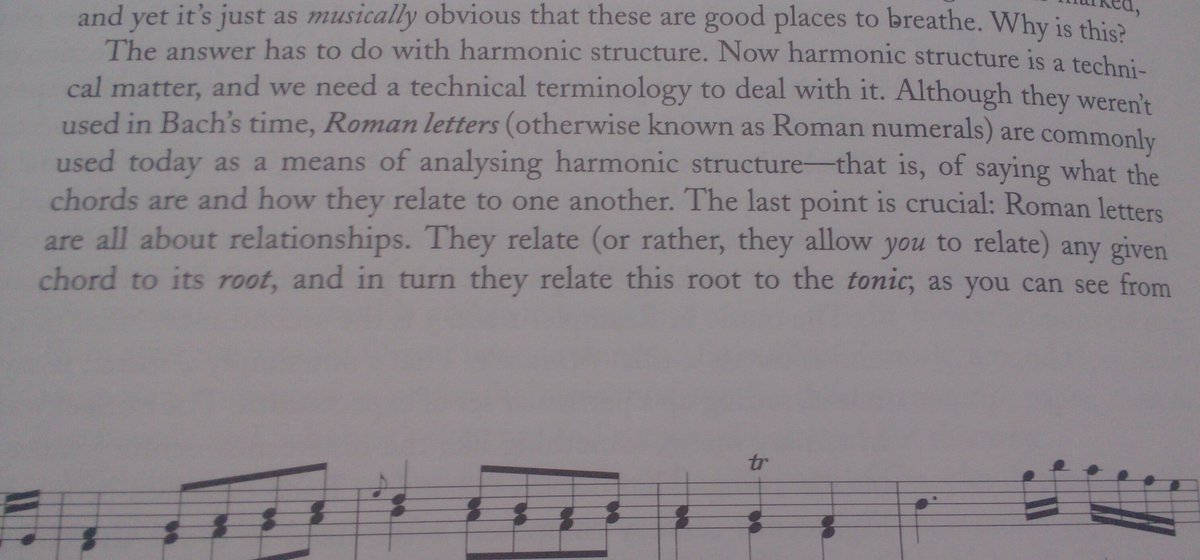 marked,
and yet it's just as musically obvious that these are good places to breathe. Why is this?
The answer has to do with harmonic structure. Now harmonic structure is a techni-
cal matter, and we need a technical terminology to deal with it. Although they weren't
used in Bach's time, Roman letters (otherwise known as Roman numerals) are commonly
used today as a means of analysing harmonic structure—that is, of saying what the
chords are and how they relate to one another. The last point is crucial: Roman letters
are all about relationships. They relate (or rather, they allow you to relate) any given
chord to its root, and in turn they relate this root to the tonic; as you can see from
tr